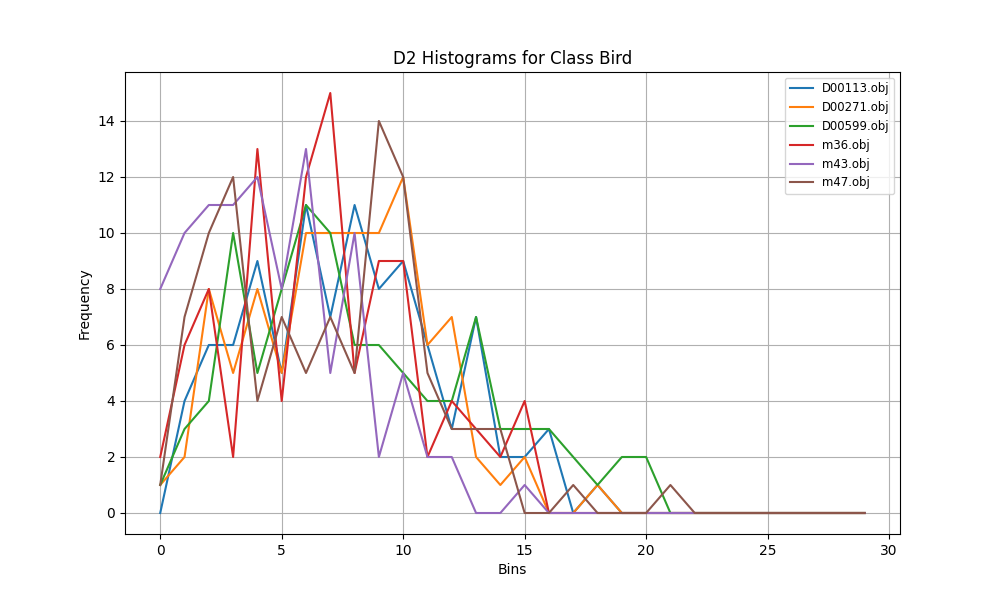 D2 Histograms for Class Bird
D00113.obj
D00271.obj
D00599.obj
m36.obj
m43.obj
m47.obj
Frequency
14
12
10
8
6
4
2
0
0 5 10 15 20 25 30
Bins